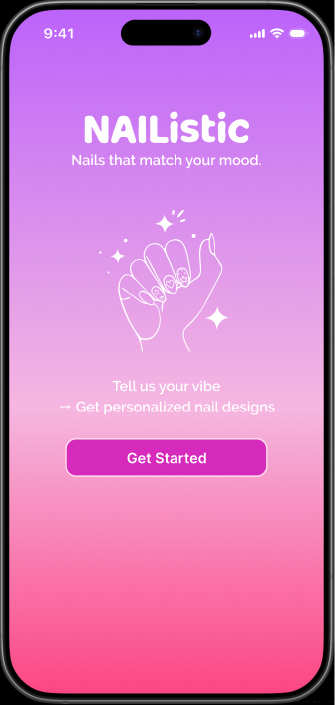 9:41
NAIListic
Nails that match your mood.
Tell us your vibe
→ Get personalized nail designs
Get Started